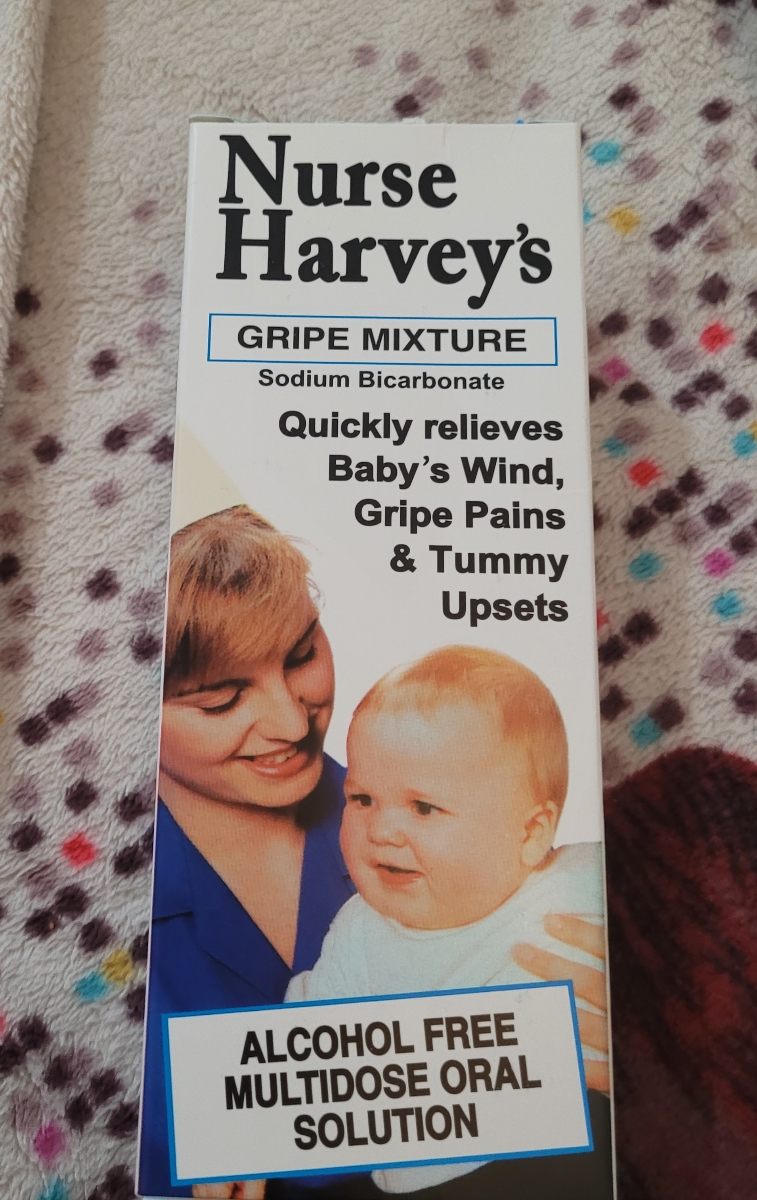 Nurse
Harvey's
GRIPE MIXTURE
Sodium Bicarbonate
Quickly relieves
Baby's Wind,
Gripe Pains
& Tummy
Upsets
ALCOHOL FREE
MULTIDOSE ORAL
SOLUTION